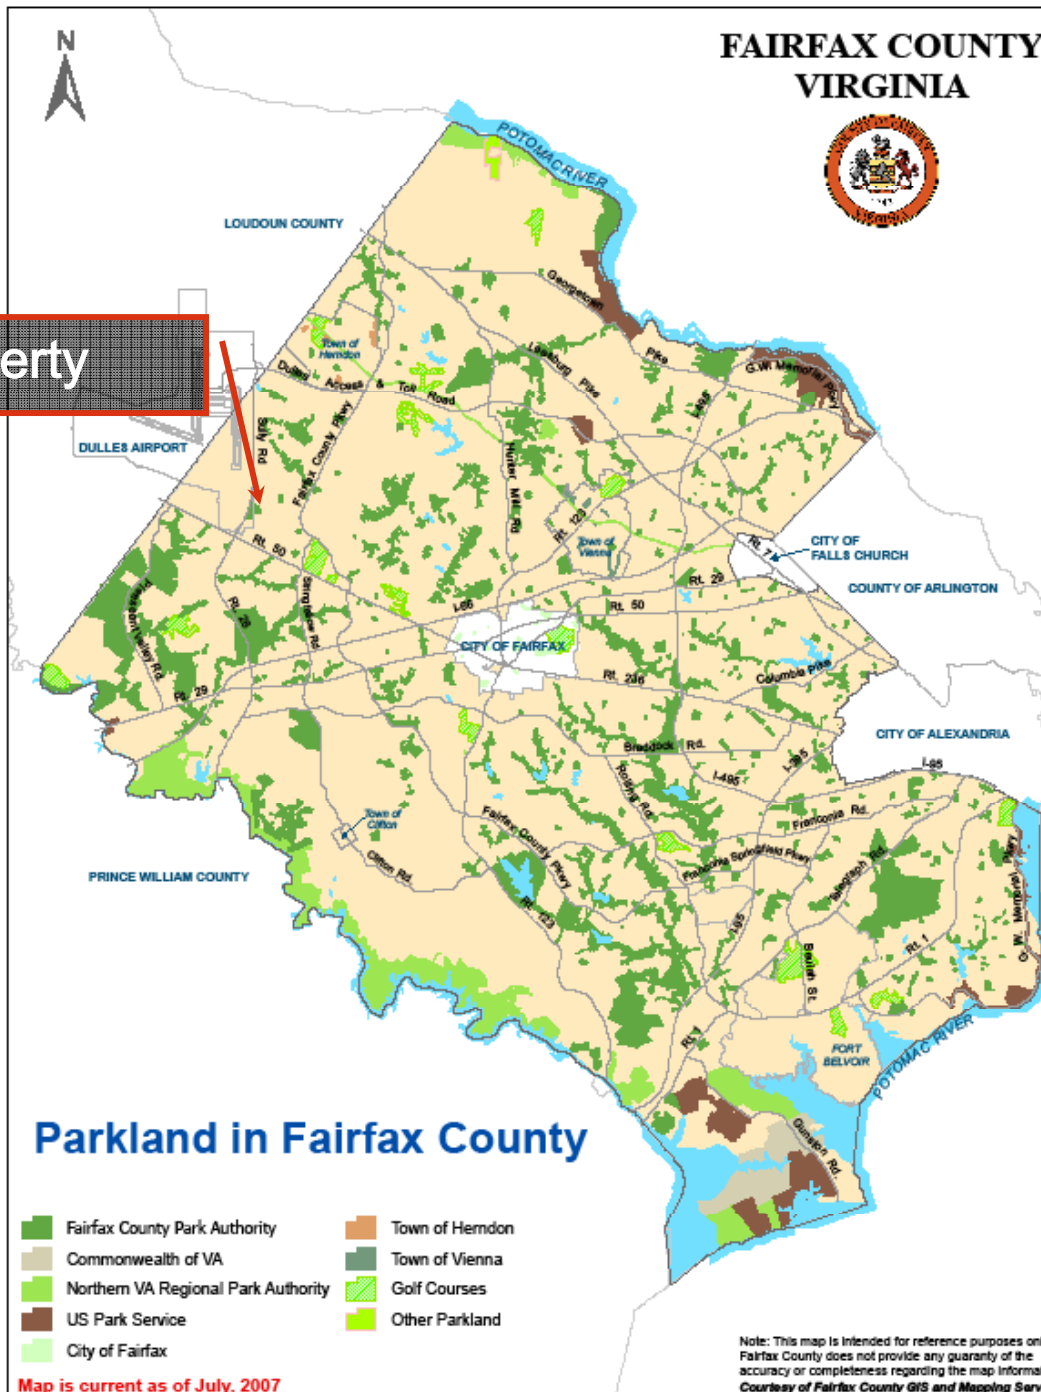 N
FAIRFAX COUNTY
VIRGINIA
VIRGINIA
POTOMAC RIVER
LOUDOUN COUNTY
Georgetown
Pike
erty
Town of
Herndon
Leesburg Pike
G.W. Memorial Pkwy
Dulles Access & Toll Road
I-495
Sully Rd
Fairfax County Pkwy
DULLES AIRPORT
Hunter Mill Rd
Rt. 123
Town of
Vienna
Rt. 7
CITY OF
FALLS CHURCH
Rt. 50
COUNTY OF ARLINGTON
Rt. 29
Pleasant Valley Rd.
Rt. 28
Stringfellow Rd
I-66
Rt. 50
CITY OF FAIRFAX
Rt. 29
Rt. 236
Columbia Pike
CITY OF ALEXANDRIA
Braddock Rd.
I-395
I-495
I-95
Rolling Rd.
Town of
Clifton
Fairfax County Pkwy
Franconia Rd.
Franconia Springfield Pkwy
Telegraph Rd.
G.W. Memorial Pkwy
Clifton Rd.
PRINCE WILLIAM COUNTY
Rt. 123
I-95
Beulah St.
Rt. 1
Rt. 1
FORT
BELVOIR
POTOMAC RIVER
Gunston Rd.
Parkland in Fairfax County
Fairfax County Park Authority
Commonwealth of VA
Northern VA Regional Park Authority
US Park Service
City of Fairfax
Town of Herndon
Town of Vienna
Golf Courses
Other Parkland
Map is current as of July, 2007
Note: This map is intended for reference purposes on
Fairfax County does not provide any guaranty of the
accuracy or completeness regarding the map informa
Courtesy of Fairfax County GIS and Mapping Serv